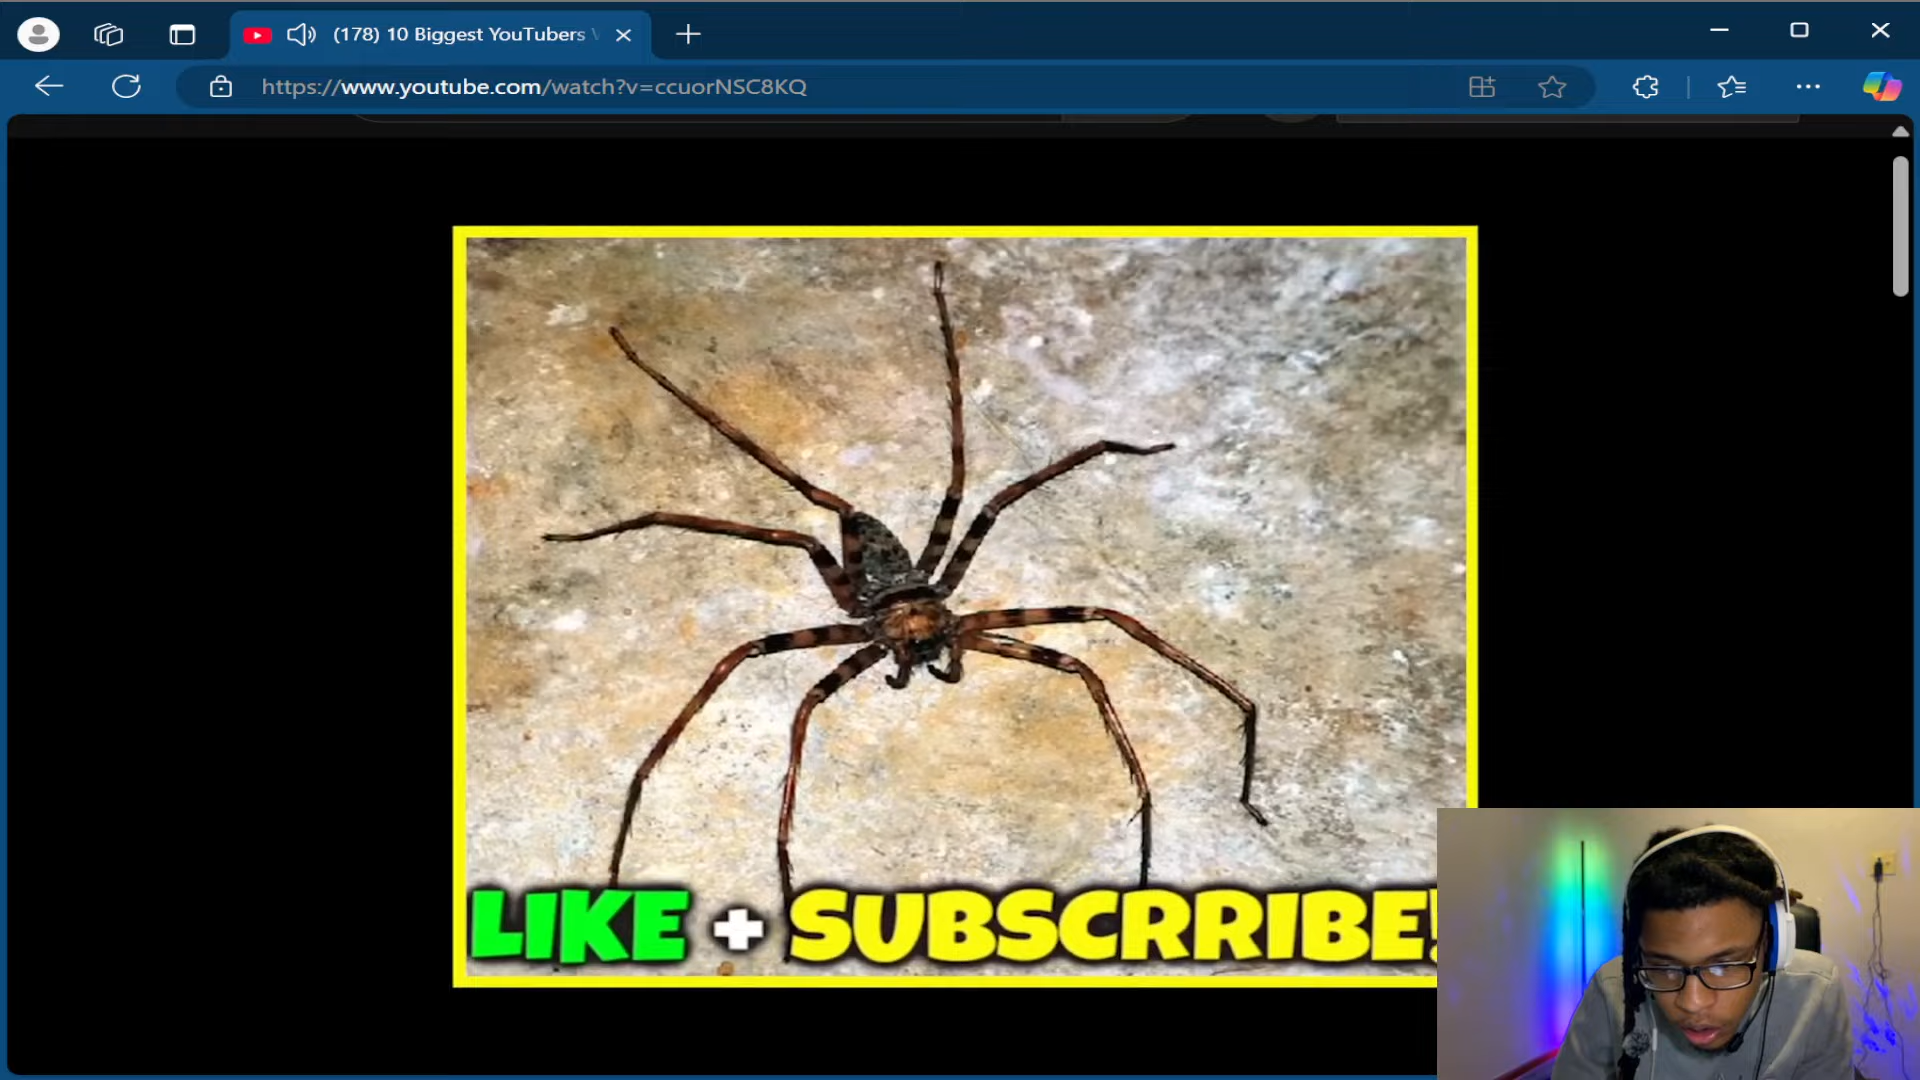 (178) 10 Biggest YouTubers
https://www.youtube.com/watch?v=ccuorNSC8KQ
LIKE + SUBSCRRIBE!